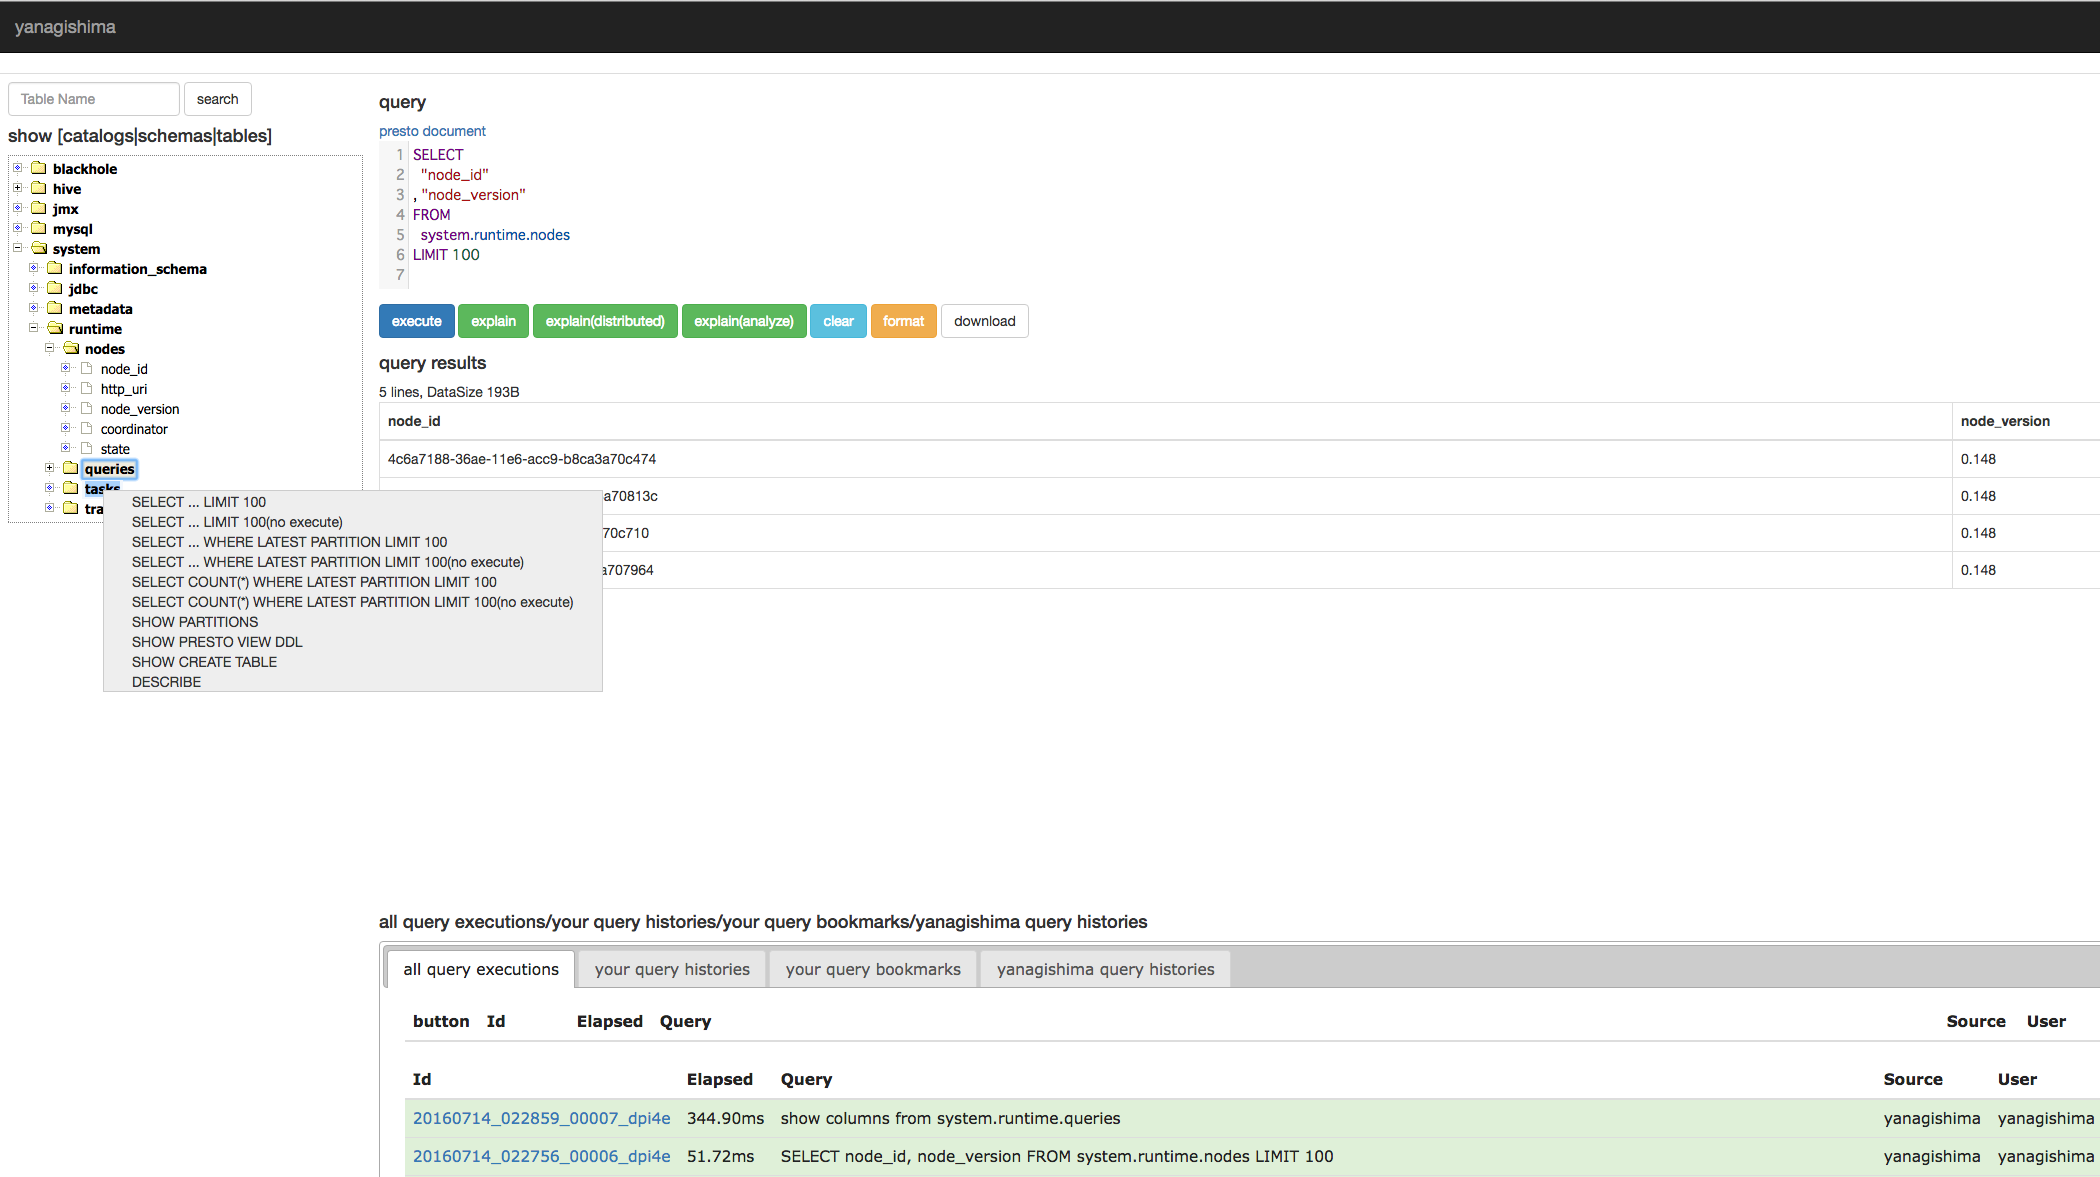 yanagishima
Table Name
search
show [catalogs|schemas|tables]
blackhole
hive
jmx
mysql
system
information_schema
jdbc
metadata
runtime
nodes
node_id
http_uri
node_version
coordinator
state
queries
tasks
tra
SELECT ... LIMIT 100
SELECT ... LIMIT 100(no execute)
SELECT ... WHERE LATEST PARTITION LIMIT 100
SELECT ... WHERE LATEST PARTITION LIMIT 100(no execute)
SELECT COUNT(*) WHERE LATEST PARTITION LIMIT 100
SELECT COUNT(*) WHERE LATEST PARTITION LIMIT 100(no execute)
SHOW PARTITIONS
SHOW PRESTO VIEW DDL
SHOW CREATE TABLE
DESCRIBE
query
presto document
1 SELECT
2 "node_id"
3 , "node_version"
4 FROM
5 system.runtime.nodes
6 LIMIT 100
7
execute explain explain(distributed) explain(analyze) clear format download
query results
5 lines, DataSize 193B
node_id node_version
4c6a7188-36ae-11e6-acc9-b8ca3a70c474 0.148
a70813c 0.148
70c710 0.148
a707964 0.148
all query executions/your query histories/your query bookmarks/yanagishima query histories
all query executions your query histories your query bookmarks yanagishima query histories
button Id Elapsed Query Source User
Id Elapsed Query Source User
20160714_022859_00007_dpi4e 344.90ms show columns from system.runtime.queries yanagishima yanagishima
20160714_022756_00006_dpi4e 51.72ms SELECT node_id, node_version FROM system.runtime.nodes LIMIT 100 yanagishima yanagishima